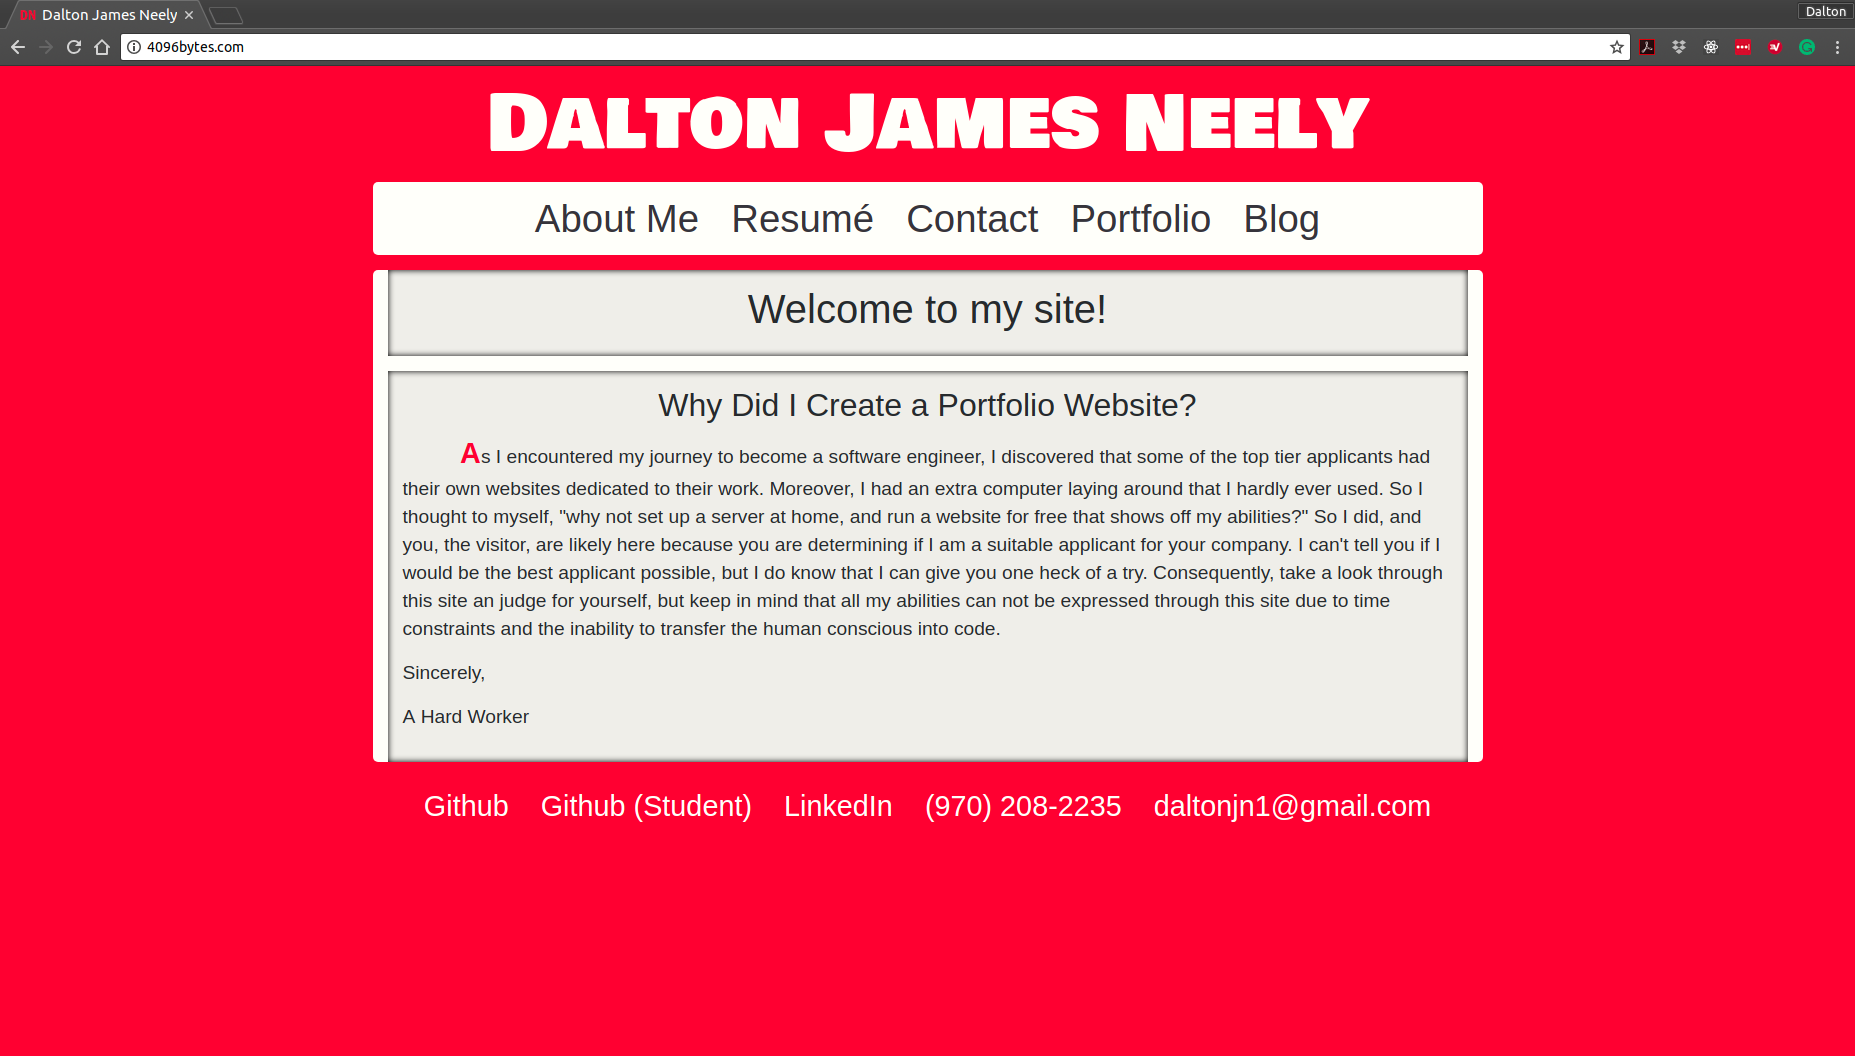 DN Dalton James Neely
Dalton
4096bytes.com
Dalton James Neely
About Me Resumé Contact Portfolio Blog
Welcome to my site!
Why Did I Create a Portfolio Website?
As I encountered my journey to become a software engineer, I discovered that some of the top tier applicants had
their own websites dedicated to their work. Moreover, I had an extra computer laying around that I hardly ever used. So I
thought to myself, "why not set up a server at home, and run a website for free that shows off my abilities?" So I did, and
you, the visitor, are likely here because you are determining if I am a suitable applicant for your company. I can't tell you if I
would be the best applicant possible, but I do know that I can give you one heck of a try. Consequently, take a look through
this site an judge for yourself, but keep in mind that all my abilities can not be expressed through this site due to time
constraints and the inability to transfer the human conscious into code.
Sincerely,
A Hard Worker
Github Github (Student) LinkedIn (970) 208-2235 daltonjn1@gmail.com